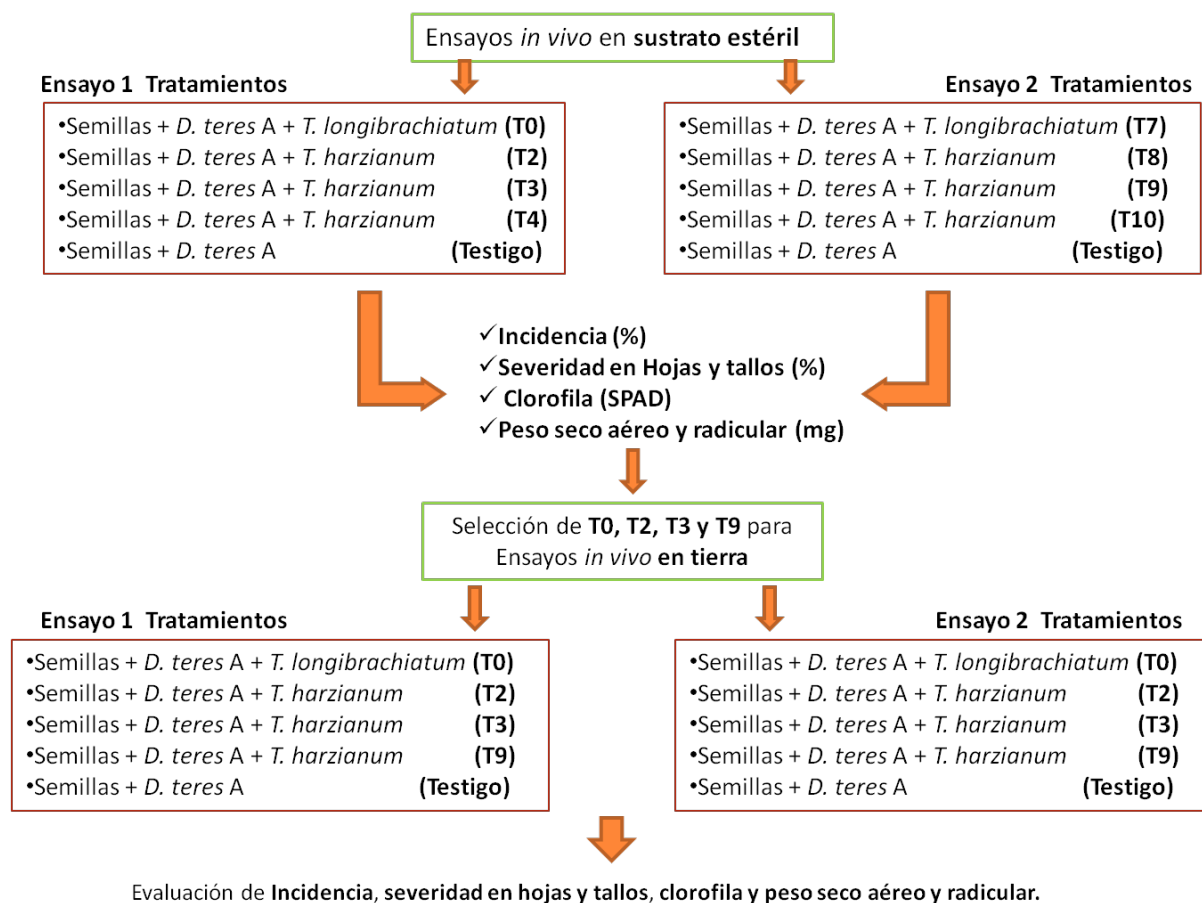 Ensayos in vivo en sustrato estéril
Ensayo 1 Tratamientos
•Semillas + D. teres A + T. longibrachiatum (T0)
•Semillas + D. teres A + T. harzianum (T2)
•Semillas + D. teres A + T. harzianum (T3)
•Semillas + D. teres A + T. harzianum (T4)
•Semillas + D. teres A (Testigo)
Ensayo 2 Tratamientos
•Semillas + D. teres A + T. longibrachiatum (T7)
•Semillas + D. teres A + T. harzianum (T8)
•Semillas + D. teres A + T. harzianum (T9)
•Semillas + D. teres A + T. harzianum (T10)
•Semillas + D. teres A (Testigo)
✓Incidencia (%)
✓Severidad en Hojas y tallos (%)
✓ Clorofila (SPAD)
✓Peso seco aéreo y radicular (mg)
Selección de T0, T2, T3 y T9 para
Ensayos in vivo en tierra
Ensayo 1 Tratamientos
•Semillas + D. teres A + T. longibrachiatum (T0)
•Semillas + D. teres A + T. harzianum (T2)
•Semillas + D. teres A + T. harzianum (T3)
•Semillas + D. teres A + T. harzianum (T9)
•Semillas + D. teres A (Testigo)
Ensayo 2 Tratamientos
•Semillas + D. teres A + T. longibrachiatum (T0)
•Semillas + D. teres A + T. harzianum (T2)
•Semillas + D. teres A + T. harzianum (T3)
•Semillas + D. teres A + T. harzianum (T9)
•Semillas + D. teres A (Testigo)
Evaluación de Incidencia, severidad en hojas y tallos, clorofila y peso seco aéreo y radicular.